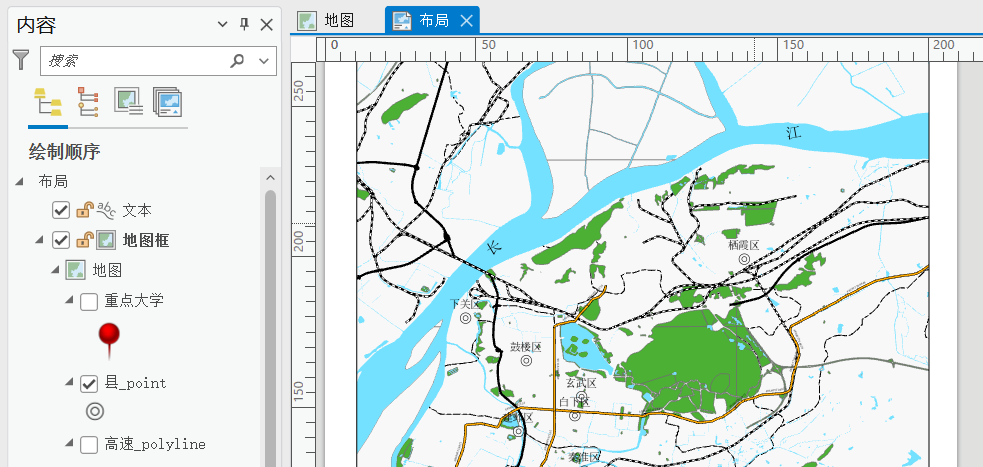 内容
搜索
绘制顺序
布局
文本
地图框
地图
重点大学
县_point
高速_polyline
地图
布局
0
50
100
150
200
250
200
150
江
长
栖霞区
下关区
鼓楼区
玄武区
白下区